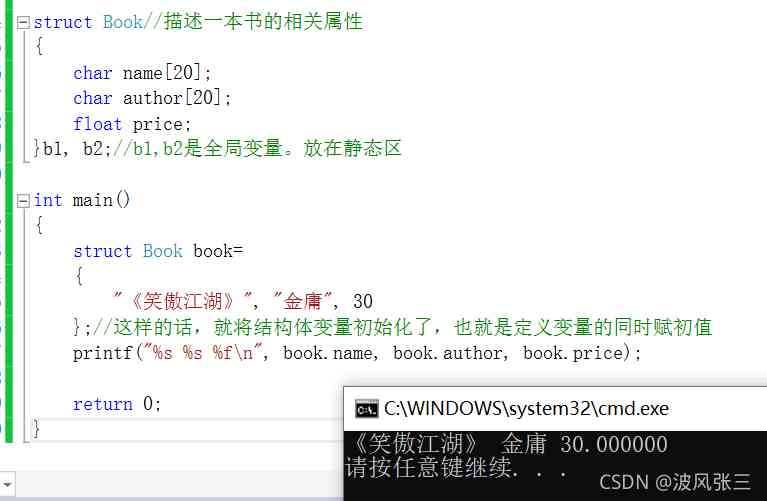 struct Book//描述一本书的相关属性
{
    char name[20];
    char author[20];
    float price;
}b1, b2;//b1,b2是全局变量。放在静态区
int main()
{
    struct Book book=
    {
        "《笑傲江湖》", "金庸", 30
    };//这样的话，就将结构体变量初始化了，也就是定义变量的同时赋初值
    printf("%s %s %f\n", book.name, book.author, book.price);
    return 0;
}
C:\WINDOWS\system32\cmd.exe
《笑傲江湖》 金庸 30.000000
请按任意键继续. . .
CSDN @波风张三